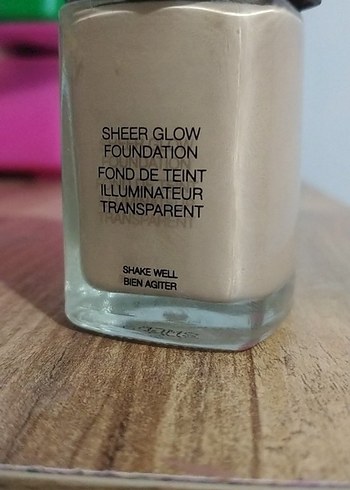 SHEER GLOW
FOUNDATION
FOND DE TEINT
ILLUMINATEUR
TRANSPARENT
SHAKE WELL
BIEN AGITER